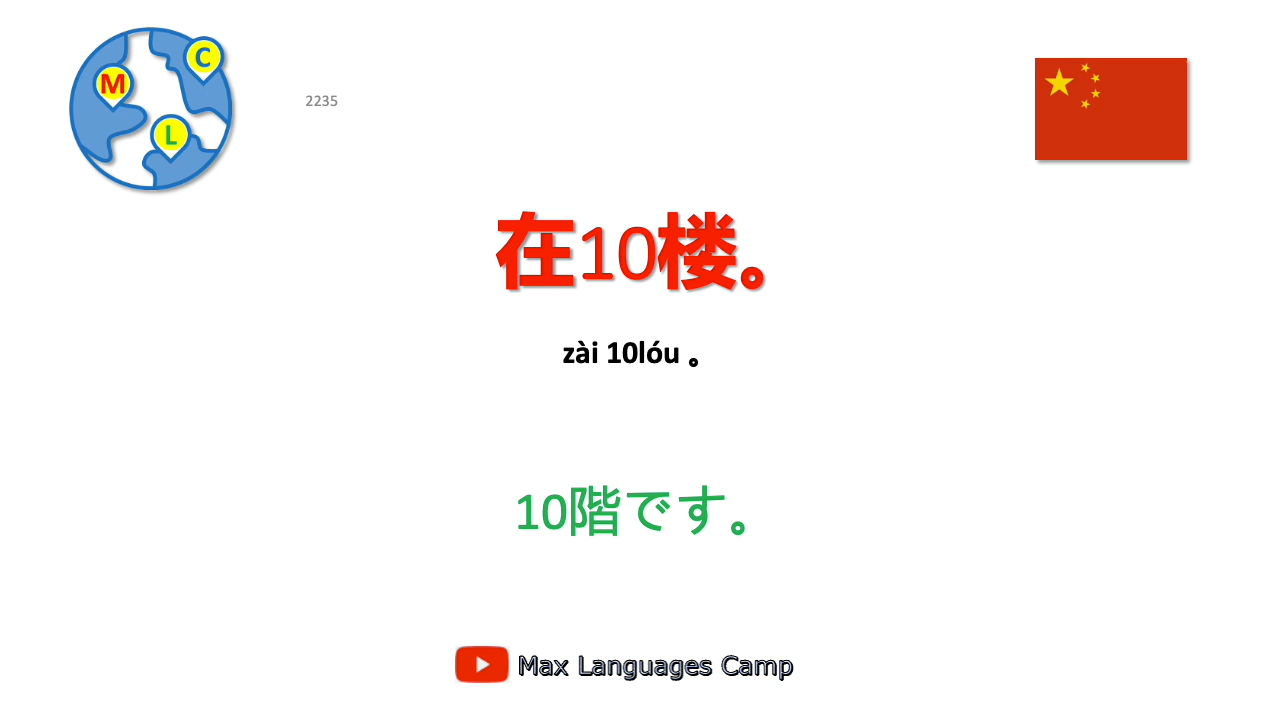 M
C
L
2235
在10楼。
zài 10lóu 。
10階です。
Max Languages Camp